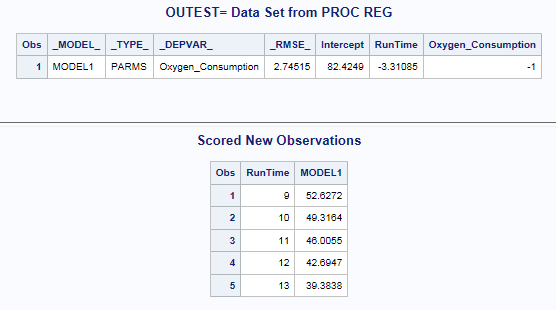 OUTEST= Data Set from PROC REG
Obs _MODEL_ _TYPE_ _DEPVAR_ _RMSE_ Intercept RunTime Oxygen_Consumption
1 MODEL1 PARMS Oxygen_Consumption 2.74515 82.4249 -3.31085 -1
Scored New Observations
Obs RunTime MODEL1
1 9 52.6272
2 10 49.3164
3 11 46.0055
4 12 42.6947
5 13 39.3838